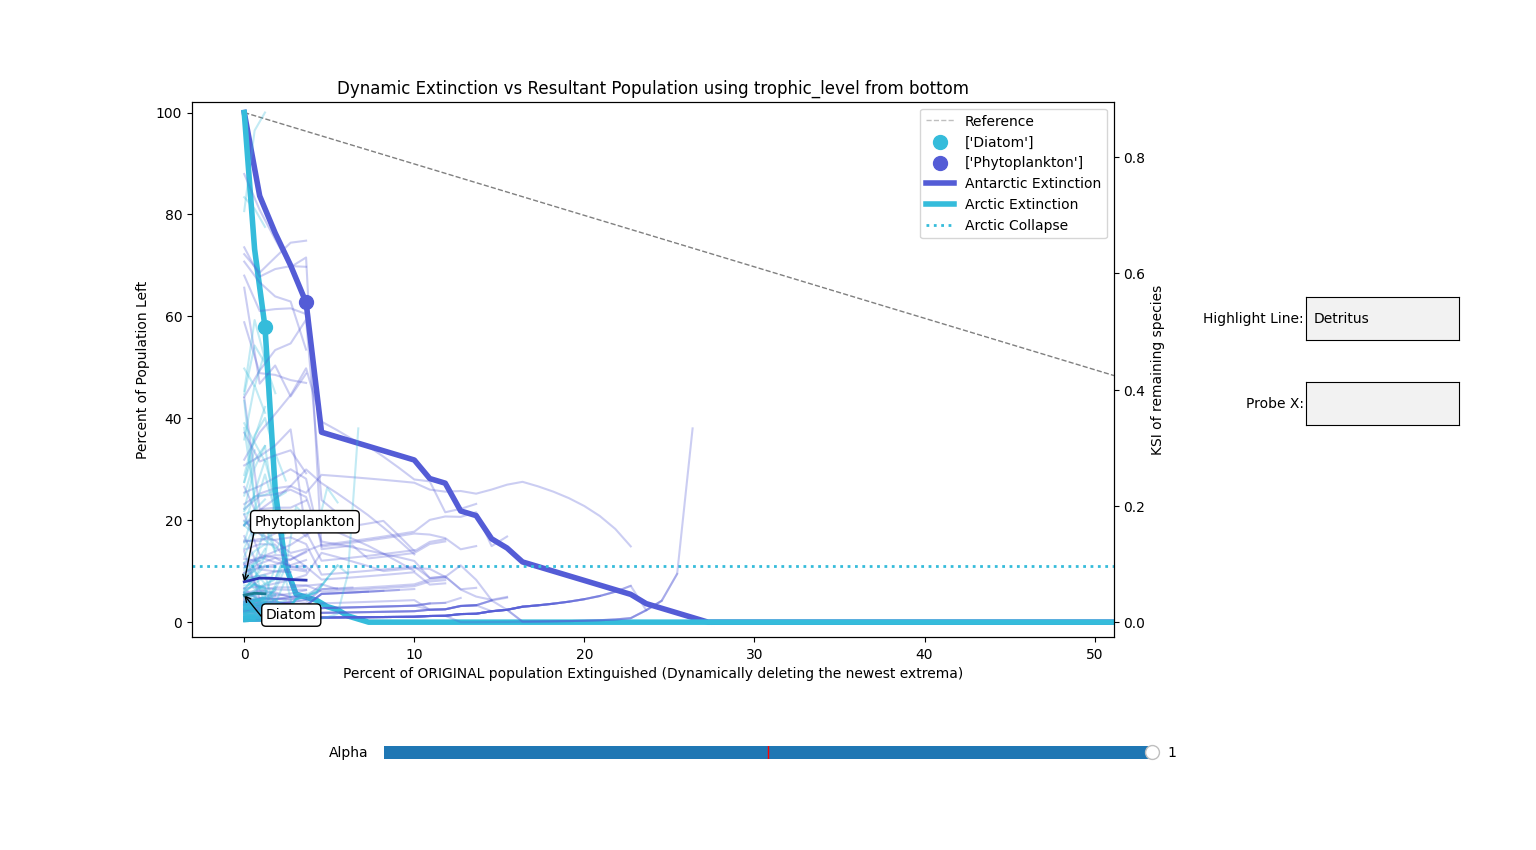 Dynamic Extinction vs Resultant Population using trophic_level from bottom
Percent of Population Left
100
80
60
40
20
0
Reference
['Diatom']
['Phytoplankton']
Antarctic Extinction
Arctic Extinction
Arctic Collapse
Phytoplankton
Diatom
0.8
0.6
0.4
0.2
0.0
KSI of remaining species
0 10 20 30 40 50
Percent of ORIGINAL population Extinguished (Dynamically deleting the newest extrema)
Highlight Line: Detritus
Probe X:
Alpha 1